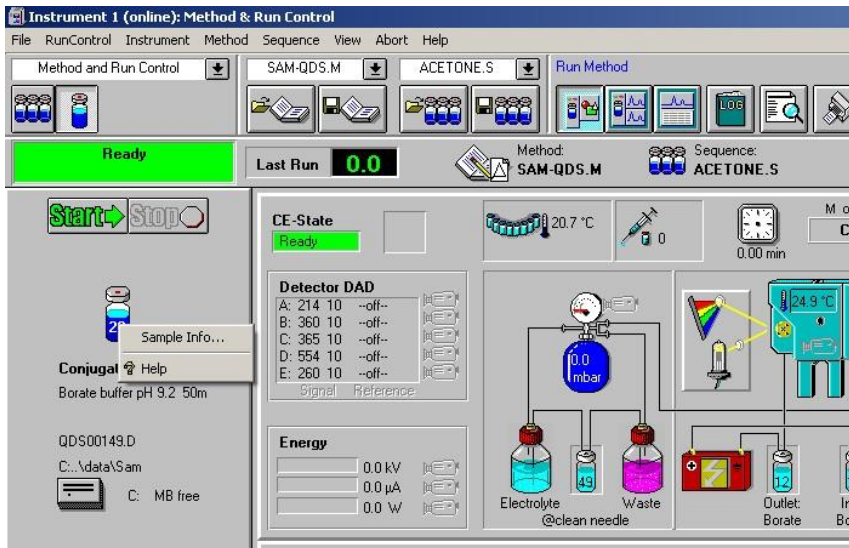 Instrument 1 (online): Method & Run Control
File RunControl Instrument Method Sequence View Abort Help
Method and Run Control SAM-QDS.M ACETONE.S Run Method
LOG
Ready Last Run 0.0 Method: SAM-QDS.M Sequence: ACETONE.S
Start Stop
Sample Info...
Help
Borate buffer pH 9.2 50m
QDS00149.D
C:..\data\Sam
C: MB free
CE-State
Ready
20.7 °C
0
0.00 min
Detector DAD
A: 214 10 --off--
B: 360 10 --off--
C: 365 10 --off--
D: 554 10 --off--
E: 260 10 --off--
Signal Reference
Energy
0.0 kV
0.0 µA
0.0 W
0.0
mbar
24.9 °C
49
12
Electrolyte Waste
@clean needle
Outlet:
Borate